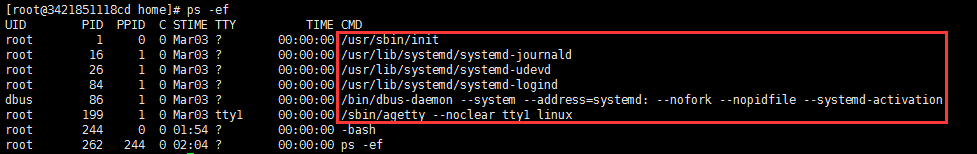 [root@3421851118cd home]# ps -ef
UID PID PPID C STIME TTY TIME CMD
root 1 0 0 Mar03 ? 00:00:00 /usr/sbin/init
root 16 1 0 Mar03 ? 00:00:00 /usr/lib/systemd/systemd-journald
root 26 1 0 Mar03 ? 00:00:00 /usr/lib/systemd/systemd-udevd
root 84 1 0 Mar03 ? 00:00:00 /usr/lib/systemd/systemd-logind
dbus 86 1 0 Mar03 ? 00:00:00 /bin/dbus-daemon --system --address=systemd: --nofork --nopidfile --systemd-activation
root 199 1 0 Mar03 tty1 00:00:00 /sbin/agetty --noclear tty1 linux
root 244 0 0 01:54 ? 00:00:00 -bash
root 262 244 0 02:04 ? 00:00:00 ps -ef